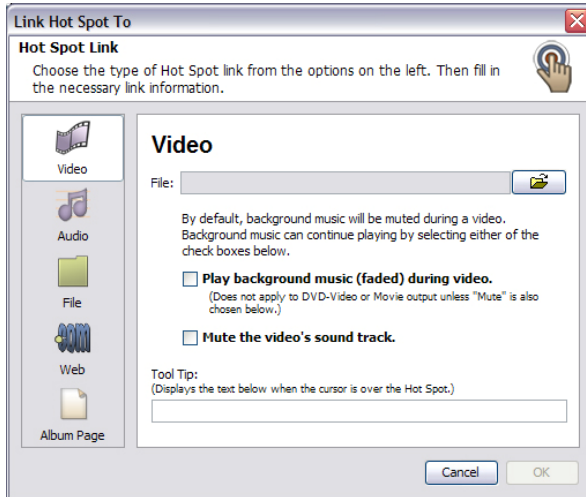 Link Hot Spot To
Hot Spot Link
Choose the type of Hot Spot link from the options on the left. Then fill in
the necessary link information.
Video
Audio
File
.com
Web
Album Page
Video
File:
By default, background music will be muted during a video.
Background music can continue playing by selecting either of the
check boxes below.
Play background music (faded) during video.
(Does not apply to DVD-Video or Movie output unless "Mute" is also
chosen below.)
Mute the video's sound track.
Tool Tip:
(Displays the text below when the cursor is over the Hot Spot.)
Cancel
OK